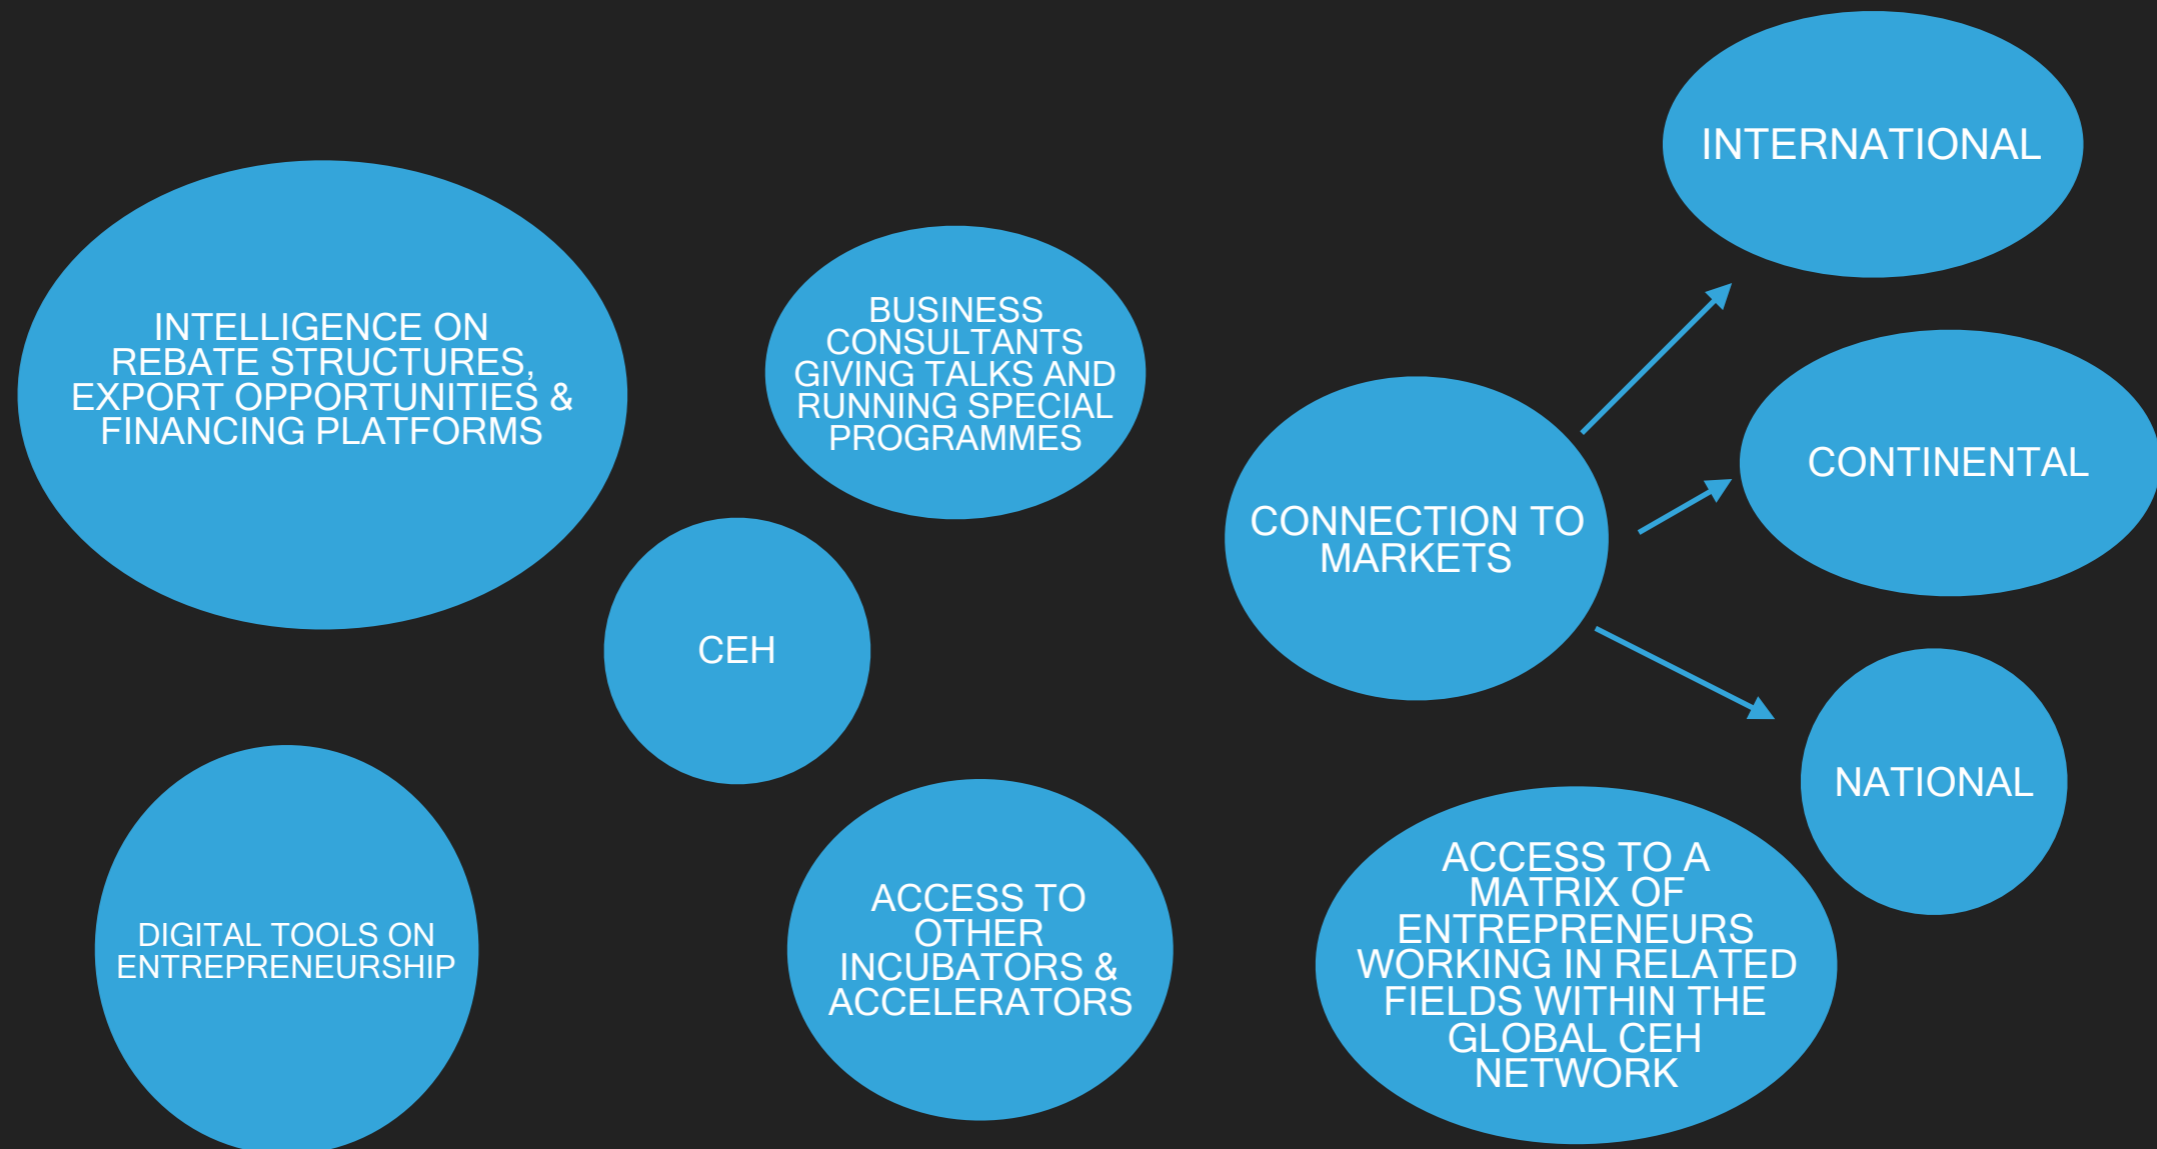 INTERNATIONAL
INTELLIGENCE ON
REBATE STRUCTURES,
EXPORT OPPORTUNITIES &
FINANCING PLATFORMS
BUSINESS
CONSULTANTS
GIVING TALKS AND
RUNNING SPECIAL
PROGRAMMES
CONTINENTAL
CONNECTION TO
MARKETS
CEH
NATIONAL
DIGITAL TOOLS ON
ENTREPRENEURSHIP
ACCESS TO
OTHER
INCUBATORS &
ACCELERATORS
ACCESS TO A
MATRIX OF
ENTREPRENEURS
WORKING IN RELATED
FIELDS WITHIN THE
GLOBAL CEH
NETWORK